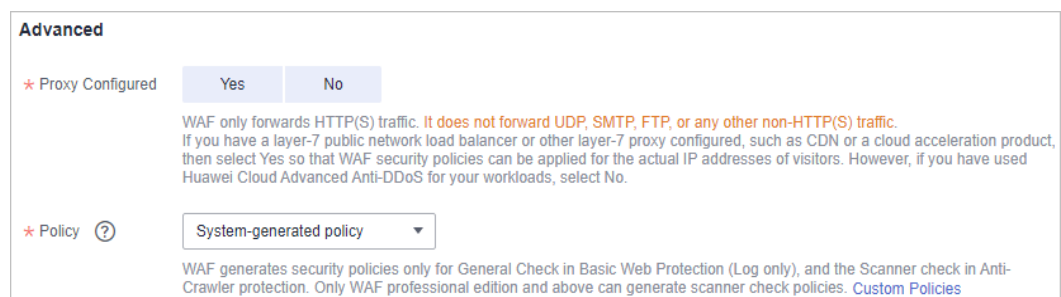 Advanced
* Proxy Configured Yes No
WAF only forwards HTTP(S) traffic. It does not forward UDP, SMTP, FTP, or any other non-HTTP(S) traffic.
If you have a layer-7 public network load balancer or other layer-7 proxy configured, such as CDN or a cloud acceleration product,
then select Yes so that WAF security policies can be applied for the actual IP addresses of visitors. However, if you have used
Huawei Cloud Advanced Anti-DDoS for your workloads, select No.
* Policy ? System-generated policy
WAF generates security policies only for General Check in Basic Web Protection (Log only), and the Scanner check in Anti-
Crawler protection. Only WAF professional edition and above can generate scanner check policies. Custom Policies